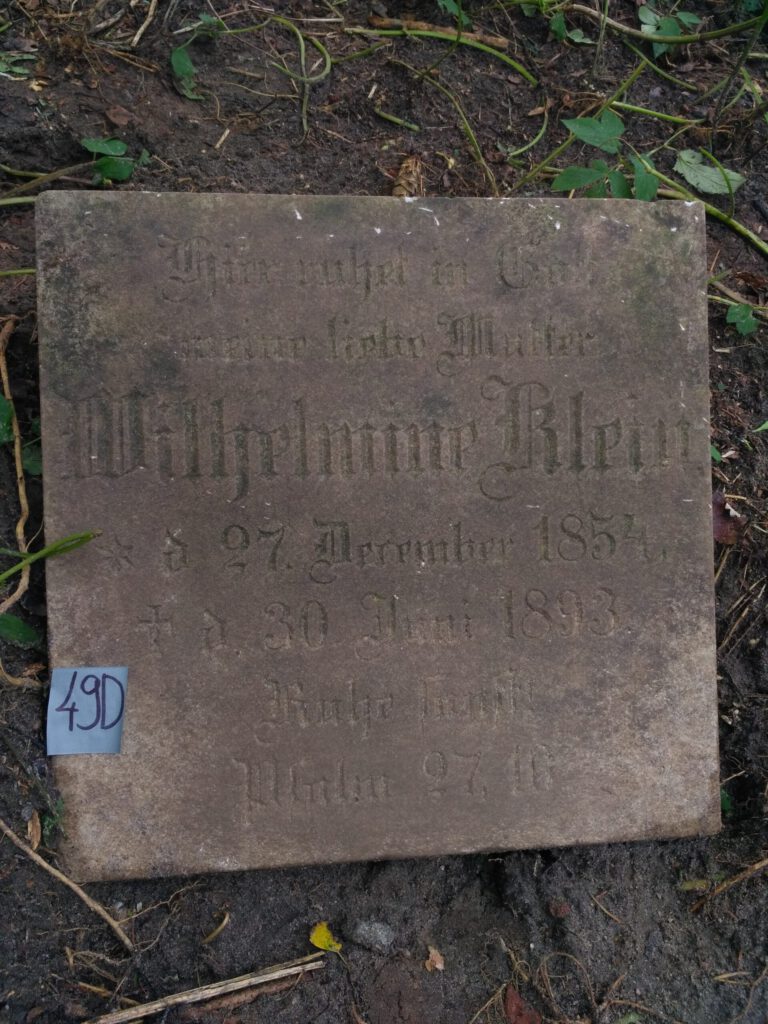 Hier ruhet in Gott
meine liebe Mutter
Wilhelmine Klein
* d 27. December 1854.
† d. 30 Juni 1893.
Ruhe sanft!
49D
Psalm 27, 10